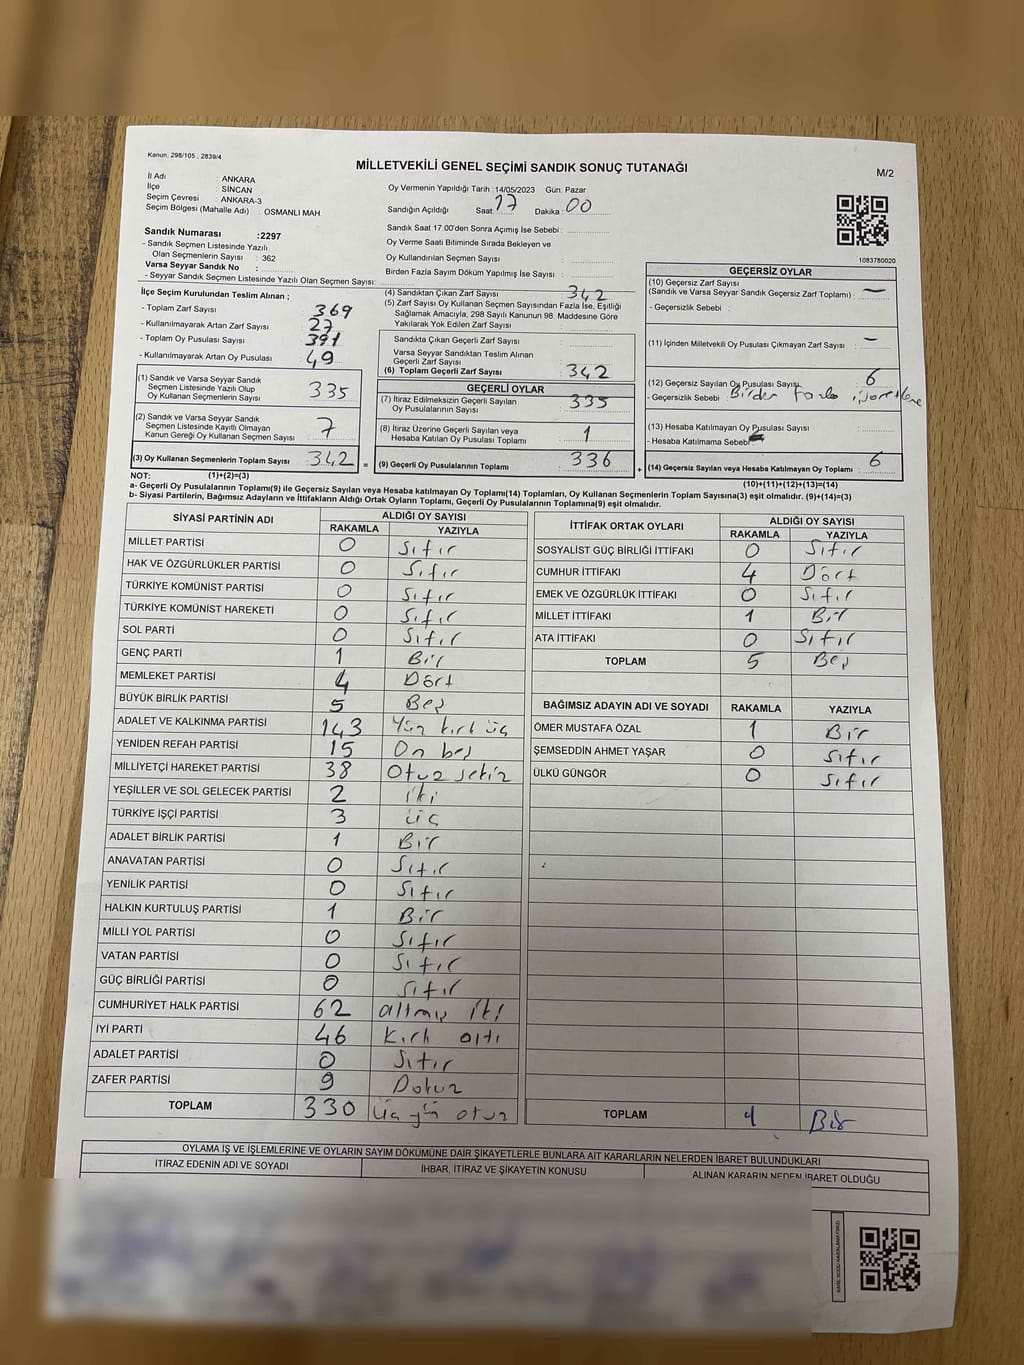 Kanun: 298/105 , 2839/4
MİLLETVEKİLİ GENEL SEÇİMİ SANDIK SONUÇ TUTANAĞI
M/2
İl Adı : ANKARA
İlçe : SİNCAN
Seçim Çevresi : ANKARA-3
Seçim Bölgesi (Mahalle Adı) : OSMANLI MAH.
Oy Vermenin Yapıldığı Tarih : 14/05/2023 Gün: Pazar
Sandığın Açıldığı Saat: 17 Dakika: 00
Sandık Saat 17.00'den Sonra Açımış İse Sebebi :
Oy Verme Saati Bitiminde Sırada Bekleyen ve
Oy Kullandırılan Seçmen Sayısı :
Birden Fazla Sayım Döküm Yapılmış İse Sayısı :
Sandık Numarası :2297
- Sandık Seçmen Listesinde Yazılı
Olan Seçmenlerin Sayısı : 362
Varsa Seyyar Sandık No :
- Seyyar Sandık Seçmen Listesinde Yazılı Olan Seçmen Sayısı:
1083780020
İlçe Seçim Kurulundan Teslim Alınan ;
- Toplam Zarf Sayısı : 369
- Kullanılmayarak Artan Zarf Sayısı : 27
- Toplam Oy Pusulası Sayısı : 391
- Kullanılmayarak Artan Oy Pusulası : 49
(1) Sandık ve Varsa Seyyar Sandık
Seçmen Listesinde Yazılı Olup
Oy Kullanan Seçmenlerin Sayısı : 335
(2) Sandık ve Varsa Seyyar Sandık
Seçmen Listesinde Kayıtlı Olmayan
Kanun Gereği Oy Kullanan Seçmen Sayısı : 7
(3) Oy Kullanan Seçmenlerin Toplam Sayısı : 342
(4) Sandıktan Çıkan Zarf Sayısı : 342
(5) Zarf Sayısı Oy Kullanan Seçmen Sayısından Fazla İse, Eşitliği
Sağlamak Amacıyla, 298 Sayılı Kanunun 98. Maddesine Göre
Yakılarak Yok Edilen Zarf Sayısı :
Sandıkta Çıkan Geçerli Zarf Sayısı :
Varsa Seyyar Sandıktan Teslim Alınan
Geçerli Zarf Sayısı :
(6) Toplam Geçerli Zarf Sayısı : 342
GEÇERLİ OYLAR
(7) İtiraz Edilmeksizin Geçerli Sayılan
Oy Pusulalarının Sayısı : 335
(8) İtiraz Üzerine Geçerli Sayılan veya
Hesaba Katılan Oy Pusulası Toplamı : 1
= (9) Geçerli Oy Pusulalarının Toplamı : 336 +
GEÇERSİZ OYLAR
(10) Geçersiz Zarf Sayısı
(Sandık ve Varsa Seyyar Sandık Geçersiz Zarf Toplamı) : —
- Geçersizlik Sebebi :
(11) İçinden Milletvekili Oy Pusulası Çıkmayan Zarf Sayısı : —
(12) Geçersiz Sayılan Oy Pusulası Sayısı : 6
- Geçersizlik Sebebi : Birden fazla
(13) Hesaba Katılmayan Oy Pusulası Sayısı :
- Hesaba Katılmama Sebebi
(14) Geçersiz Sayılan veya Hesaba Katılmayan Oy Toplamı : 6
NOT: (1)+(2)=(3)
(10)+(11)+(12)+(13)=(14)
a- Geçerli Oy Pusulalarının Toplamı(9) ile Geçersiz Sayılan veya Hesaba katılmayan Oy Toplamı(14) Toplamları, Oy Kullanan Seçmenlerin Toplam Sayısına(3) eşit olmalıdır. (9)+(14)=(3)
b- Siyasi Partilerin, Bağımsız Adayların ve İttifakların Aldığı Ortak Oyların Toplamı, Geçerli Oy Pusulalarının Toplamına(9) eşit olmalıdır.
SİYASİ PARTİNİN ADI ALDIĞI OY SAYISI
RAKAMLA YAZIYLA
MİLLET PARTİSİ 0 Sıfır
HAK VE ÖZGÜRLÜKLER PARTİSİ 0 Sıfır
TÜRKİYE KOMÜNİST PARTİSİ 0 Sıfır
TÜRKİYE KOMÜNİST HAREKETİ 0 Sıfır
SOL PARTİ 0 Sıfır
GENÇ PARTİ 1 Bir
MEMLEKET PARTİSİ 4 Dört
BÜYÜK BİRLİK PARTİSİ 5 Beş
ADALET VE KALKINMA PARTİSİ 143 Yüz kırk üç
YENİDEN REFAH PARTİSİ 15 On beş
MİLLİYETÇİ HAREKET PARTİSİ 38 Otuz sekiz
YEŞİLLER VE SOL GELECEK PARTİSİ 2 iki
TÜRKİYE İŞÇİ PARTİSİ 3 üç
ADALET BİRLİK PARTİSİ 1 Bir
ANAVATAN PARTİSİ 0 Sıfır
YENİLİK PARTİSİ 0 Sıfır
HALKIN KURTULUŞ PARTİSİ 1 Bir
MİLLİ YOL PARTİSİ 0 Sıfır
VATAN PARTİSİ 0 Sıfır
GÜÇ BİRLİĞİ PARTİSİ 0 Sıfır
CUMHURİYET HALK PARTİSİ 62 altmış iki
İYİ PARTİ 46 Kırk altı
ADALET PARTİSİ 0 Sıfır
ZAFER PARTİSİ 9 Dokuz
TOPLAM 330 Üç yüz otuz
İTTİFAK ORTAK OYLARI ALDIĞI OY SAYISI
RAKAMLA YAZIYLA
SOSYALİST GÜÇ BİRLİĞİ İTTİFAKI 0 Sıfır
CUMHUR İTTİFAKI 4 Dört
EMEK VE ÖZGÜRLÜK İTTİFAKI 0 Sıfır
MİLLET İTTİFAKI 1 Bir
ATA İTTİFAKI 0 Sıfır
TOPLAM 5 Beş
BAĞIMSIZ ADAYIN ADI VE SOYADI RAKAMLA YAZIYLA
ÖMER MUSTAFA ÖZAL 1 Bir
ŞEMSEDDİN AHMET YAŞAR 0 Sıfır
ÜLKÜ GÜNGÖR 0 Sıfır
TOPLAM 1 Bir
OYLAMA İŞ VE İŞLEMLERİNE VE OYLARIN SAYIM DÖKÜMÜNE DAİR ŞİKAYETLERLE BUNLARA AİT KARARLARIN NELERDEN İBARET BULUNDUKLARI
İTİRAZ EDENİN ADI VE SOYADI
İHBAR, İTİRAZ VE ŞİKAYETİN KONUSU
ALINAN KARARIN NEDEN İBARET OLDUĞU